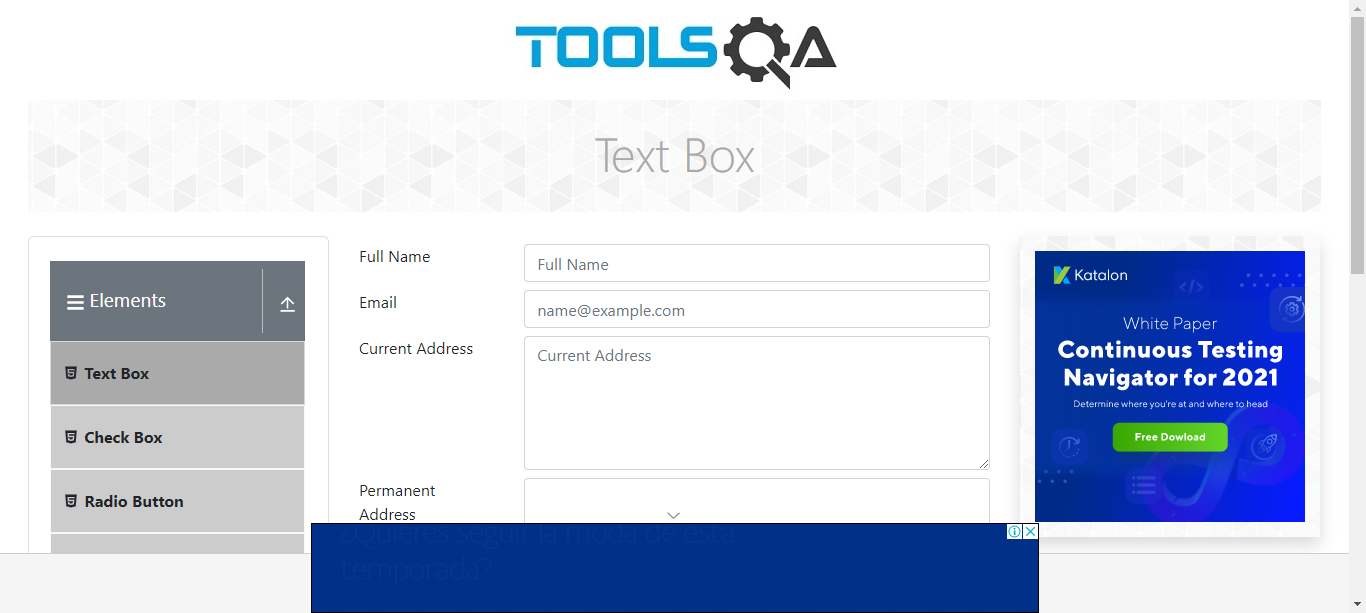 TOOLSQA
Text Box
Elements
Text Box
Check Box
Radio Button
Full Name
Full Name
Email
name@example.com
Current Address
Current Address
Permanent
Address
Katalon
White Paper
Continuous Testing
Navigator for 2021
Determine where you're at and where to head
Free Dowload
¿Quieres seguir la moda de esta
temporada?